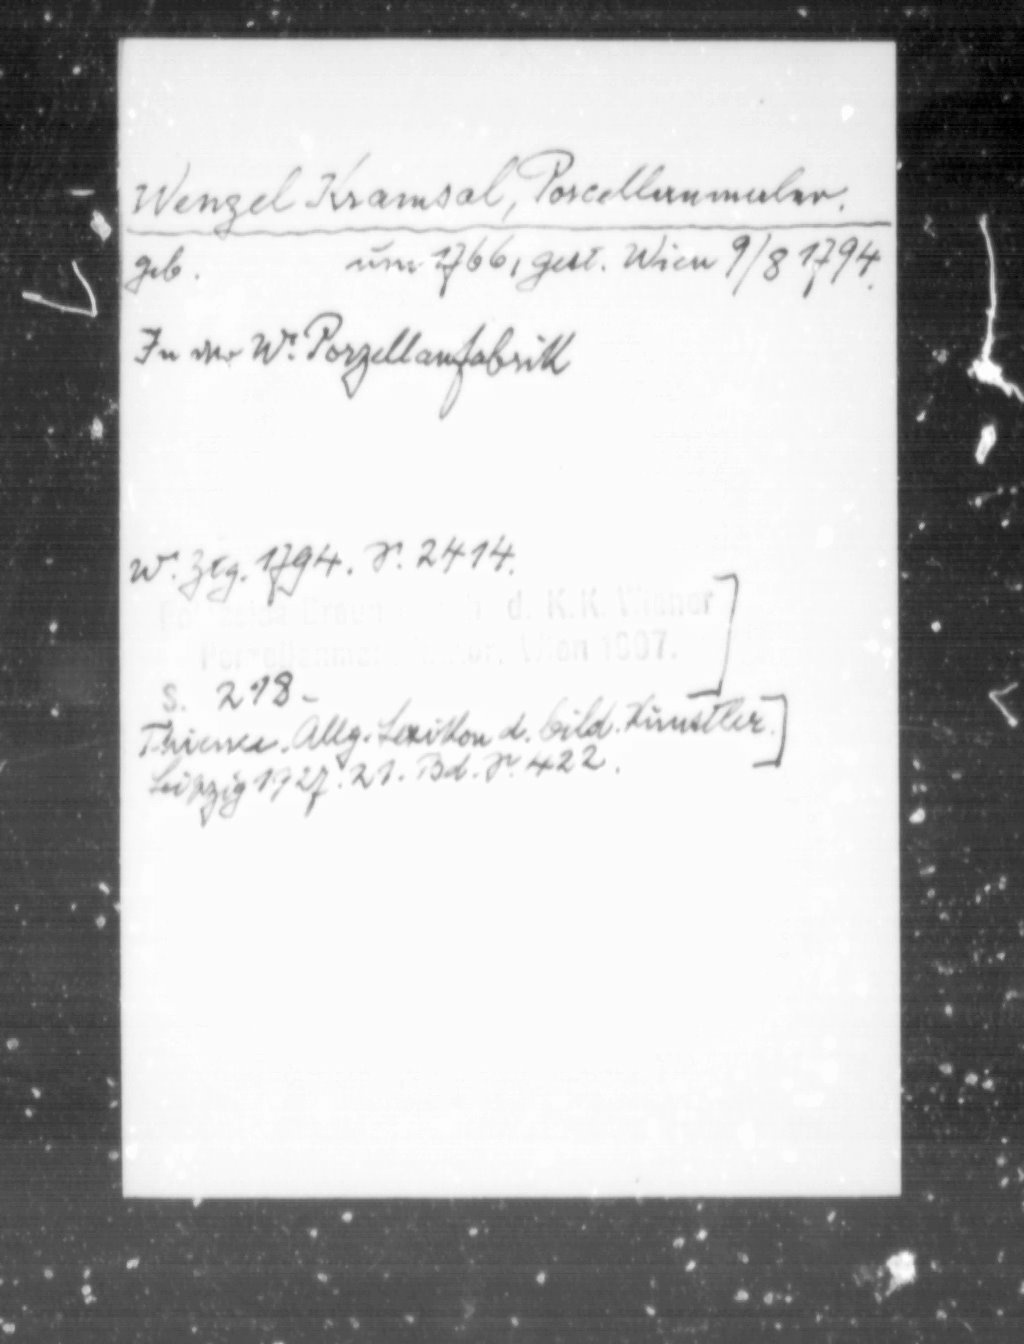 Wenzel Kramsal, Porcellanmaler.
geb. um 1766, gest. Wien 9/8 1794.
In der Wr. Porzellanfabrik
Wr. Ztg. 1794. S. 2414.
d. K.K. Wiener
Wien 1907.
S. 218-
Thieme. Allg. Lexikon d. bild. Künstler.
Leipzig 1927. 21. Bd. S. 422.